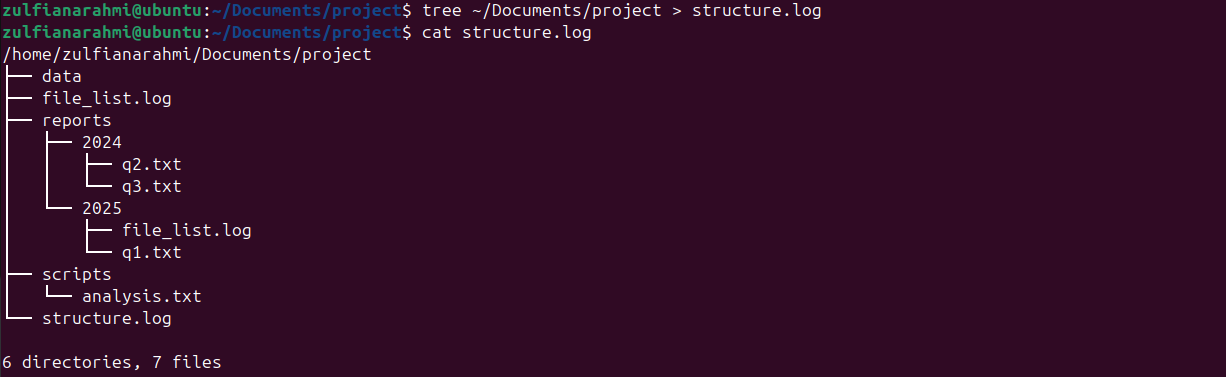 zulfianarahmi@ubuntu:~/Documents/project$ tree ~/Documents/project > structure.log
zulfianarahmi@ubuntu:~/Documents/project$ cat structure.log
/home/zulfianarahmi/Documents/project
├── data
├── file_list.log
├── reports
│   ├── 2024
│   │   ├── q2.txt
│   │   └── q3.txt
│   └── 2025
│       ├── file_list.log
│       └── q1.txt
├── scripts
│   └── analysis.txt
└── structure.log

6 directories, 7 files